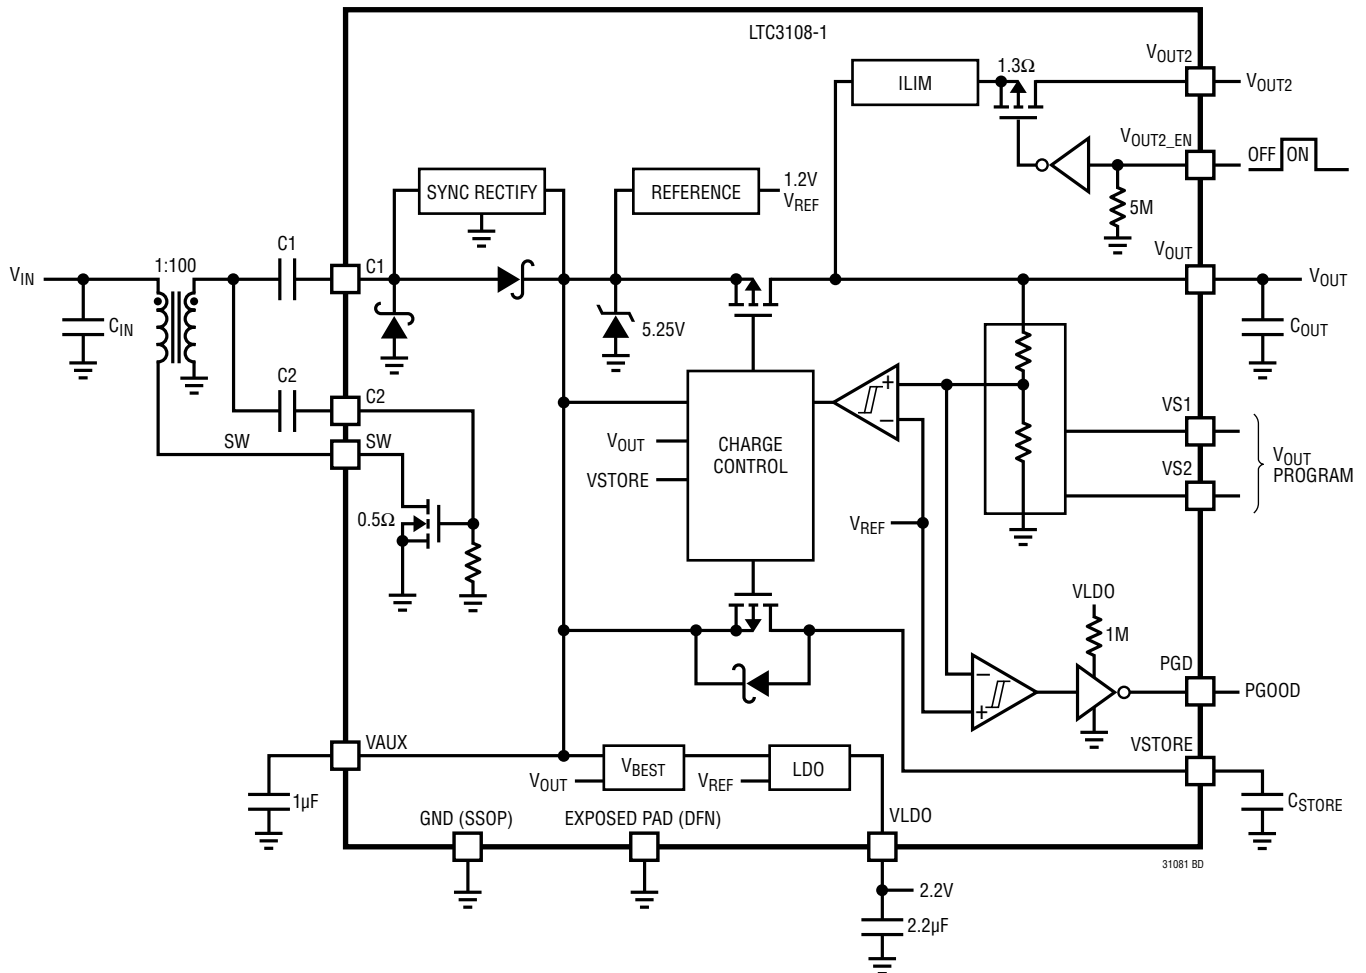 LTC3108-1
VOUT2
1.3Ω
ILIM
VOUT2
VOUT2_EN
OFF ON
SYNC RECTIFY
REFERENCE
1.2V
VREF
5M
VOUT
C1
1:100
C1
VIN
VOUT
CIN
5.25V
COUT
C2
C2
VS1
SW
SW
VOUT
VSTORE
CHARGE
CONTROL
+
–
VS2
VOUT
PROGRAM
0.5Ω
VREF
VLDO
1M
PGD
PGOOD
–
+
VAUX
VSTORE
VOUT
VBEST
VREF
LDO
1µF
CSTORE
GND (SSOP)
EXPOSED PAD (DFN)
VLDO
31081 BD
2.2V
2.2µF